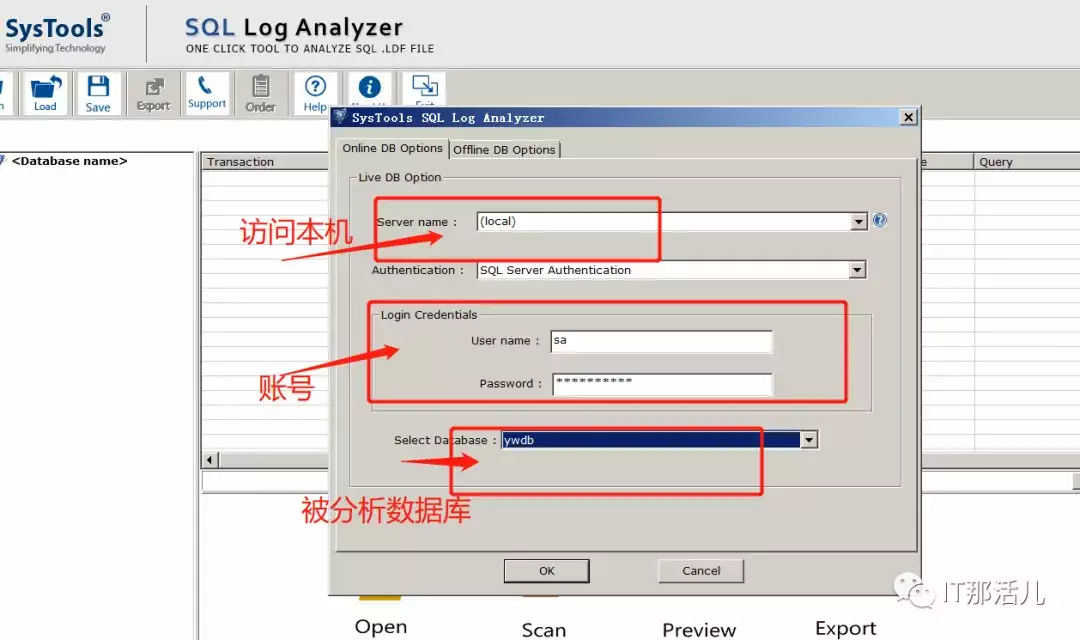 SysTools®
Simplifying Technology
SQL Log Analyzer
ONE CLICK TOOL TO ANALYZE SQL .LDF FILE
Load
Save
Export
Support
Order
Help
SysTools SQL Log Analyzer
Online DB Options
Offline DB Options
<Database name>
Transaction
Query
Live DB Option
Server name :
(local)
访问本机
Authentication :
SQL Server Authentication
Login Credentials
User name :
sa
账号
Password :
**********
Select Database :
ywdb
被分析数据库
OK
Cancel
IT那活儿
Open
Scan
Preview
Export